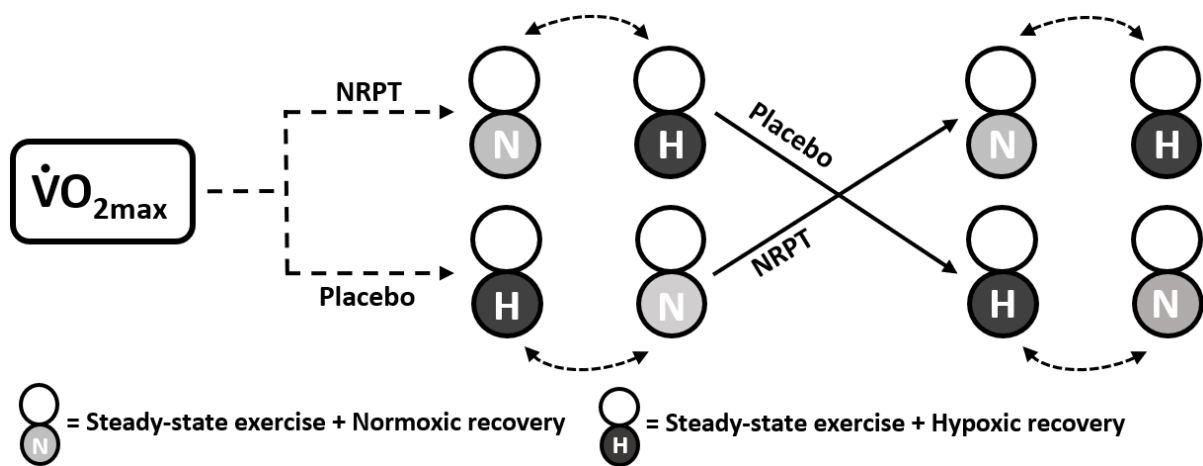 NRPT
N
H
Placebo
N
H
V̇O2max
Placebo
H
N
NRPT
H
N
N = Steady-state exercise + Normoxic recovery
H = Steady-state exercise + Hypoxic recovery